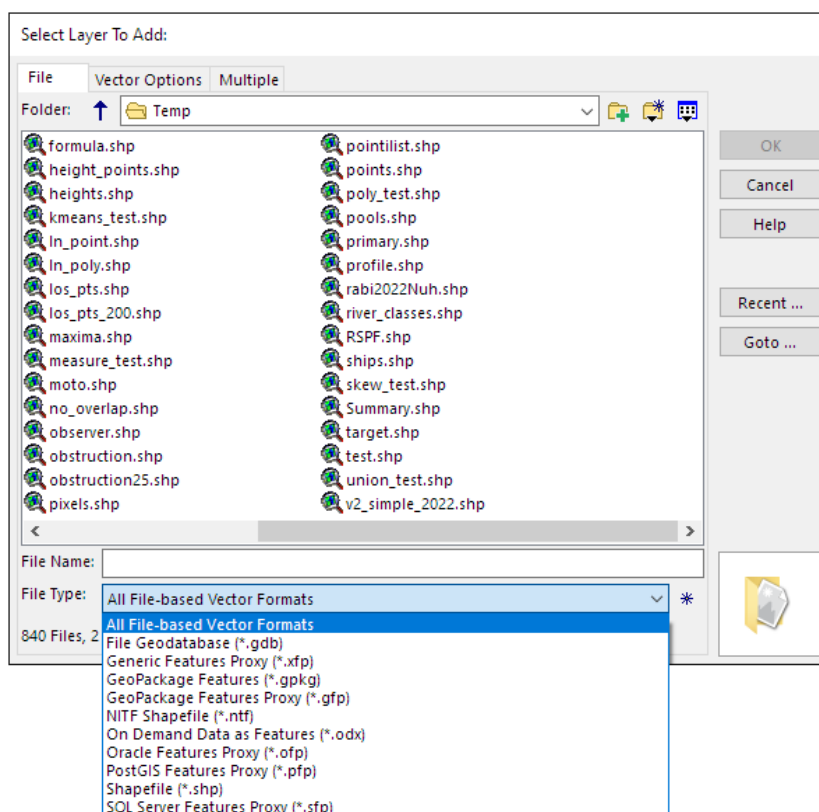 Select Layer To Add:
File Vector Options Multiple
Folder: Temp
formula.shp
height_points.shp
heights.shp
kmeans_test.shp
ln_point.shp
ln_poly.shp
los_pts.shp
los_pts_200.shp
maxima.shp
measure_test.shp
moto.shp
no_overlap.shp
observer.shp
obstruction.shp
obstruction25.shp
pixels.shp
pointilist.shp
points.shp
poly_test.shp
pools.shp
primary.shp
profile.shp
rabi2022Nuh.shp
river_classes.shp
RSPF.shp
ships.shp
skew_test.shp
Summary.shp
target.shp
test.shp
union_test.shp
v2_simple_2022.shp
OK
Cancel
Help
Recent ...
Goto ...
File Name:
File Type: All File-based Vector Formats
840 Files, 2
All File-based Vector Formats
File Geodatabase (*.gdb)
Generic Features Proxy (*.xfp)
GeoPackage Features (*.gpkg)
GeoPackage Features Proxy (*.gfp)
NITF Shapefile (*.ntf)
On Demand Data as Features (*.odx)
Oracle Features Proxy (*.ofp)
PostGIS Features Proxy (*.pfp)
Shapefile (*.shp)
SQL Server Features Proxy (*.sfp)